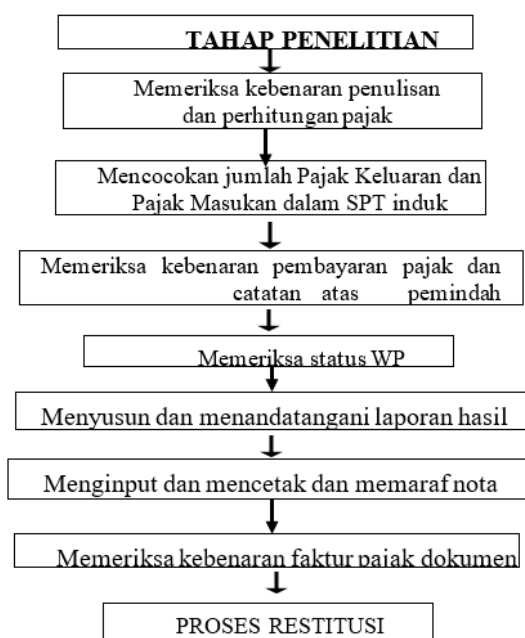 TAHAP PENELITIAN
Memeriksa kebenaran penulisan
dan perhitungan pajak
Mencocokan jumlah Pajak Keluaran dan
Pajak Masukan dalam SPT induk
Memeriksa kebenaran pembayaran pajak dan
catatan atas pemindah
Memeriksa status WP
Menyusun dan menandatangani laporan hasil
Menginput dan mencetak dan memaraf nota
Memeriksa kebenaran faktur pajak dokumen
PROSES RESTITUSI